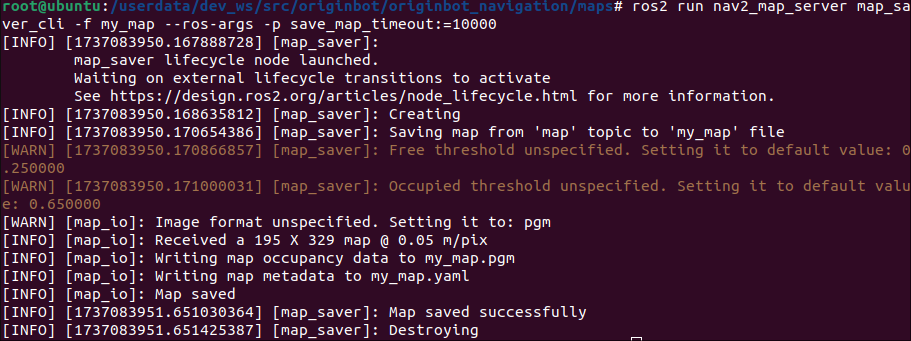 root@ubuntu:/userdata/dev_ws/src/originbot/originbot_navigation/maps# ros2 run nav2_map_server map_sa
ver_cli -f my_map --ros-args -p save_map_timeout:=10000
[INFO] [1737083950.167888728] [map_saver]:
        map_saver lifecycle node launched.
        Waiting on external lifecycle transitions to activate
        See https://design.ros2.org/articles/node_lifecycle.html for more information.
[INFO] [1737083950.168635812] [map_saver]: Creating
[INFO] [1737083950.170654386] [map_saver]: Saving map from 'map' topic to 'my_map' file
[WARN] [1737083950.170866857] [map_saver]: Free threshold unspecified. Setting it to default value: 0
.250000
[WARN] [1737083950.171000031] [map_saver]: Occupied threshold unspecified. Setting it to default valu
e: 0.650000
[WARN] [map_io]: Image format unspecified. Setting it to: pgm
[INFO] [map_io]: Received a 195 X 329 map @ 0.05 m/pix
[INFO] [map_io]: Writing map occupancy data to my_map.pgm
[INFO] [map_io]: Writing map metadata to my_map.yaml
[INFO] [map_io]: Map saved
[INFO] [1737083951.651030364] [map_saver]: Map saved successfully
[INFO] [1737083951.651425387] [map_saver]: Destroying